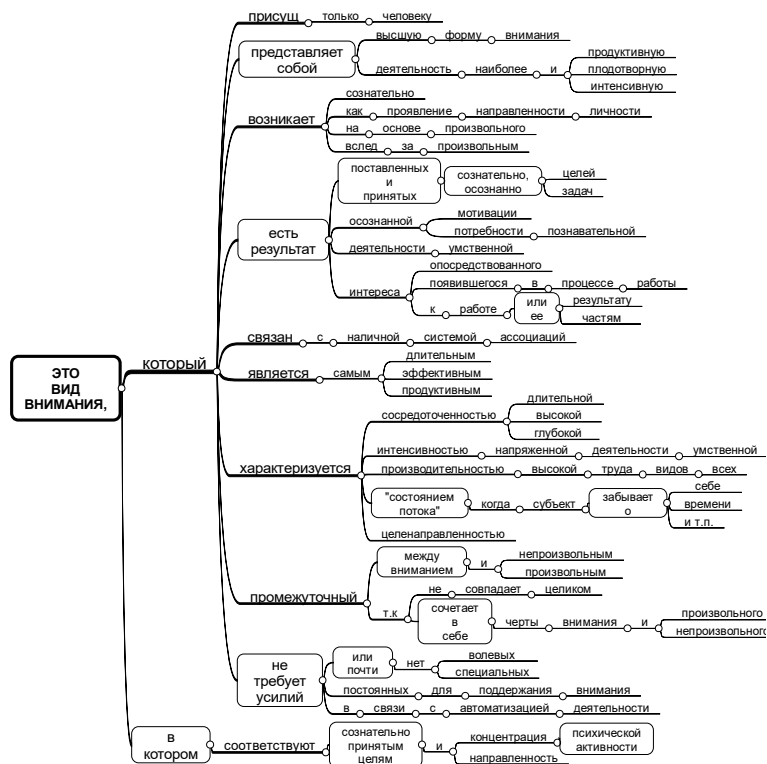 присущ только человеку
высшую форму внимания
представляет
собой
продуктивную
деятельность наиболее и плодотворную
интенсивную
сознательно
как проявление направленности личности
возникает
на основе произвольного
вслед за произвольным
поставленных
и
принятых
сознательно,
осознанно
целей
задач
мотивации
осознанной
потребности познавательной
есть
результат
деятельности умственной
опосредствованного
появившегося в процессе работы
интереса
к работе
или
ее
результату
частям
связан с наличной системой ассоциаций
который
длительным
является самым эффективным
продуктивным
ЭТО
ВИД
ВНИМАНИЯ,
длительной
сосредоточенностью высокой
глубокой
интенсивностью напряженной деятельности умственной
характеризуется
производительностью высокой труда видов всех
"состоянием
потока"
когда субъект
забывает
о
себе
времени
и т.п.
целенаправленностью
между
вниманием
и
непроизвольным
произвольным
промежуточный
не совпадает целиком
т.к
сочетает
в
себе
черты внимания и
произвольного
непроизвольного
или
почти
нет
волевых
специальных
не
требует
усилий
постоянных для поддержания внимания
в связи с автоматизацией деятельности
в
котором
соответствуют
сознательно
принятым
целям
и
концентрация
психической
активности
направленность